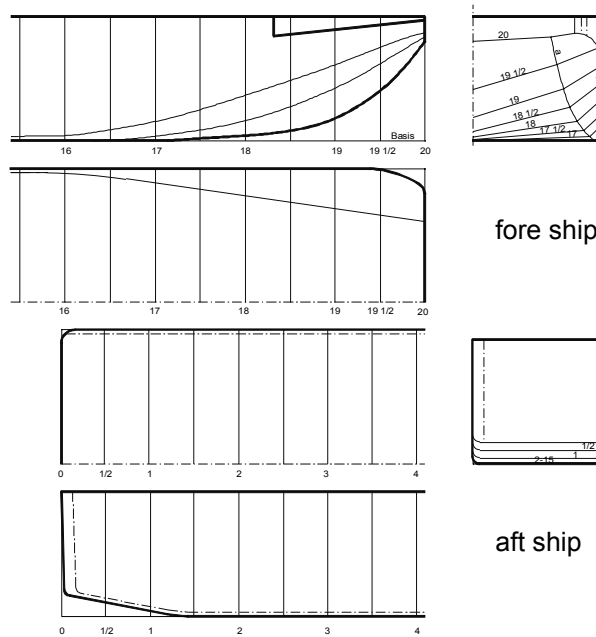 20
a
19 1/2
19
18 1/2
18
17 1/2 17
Basis
16 17 18 19 19 1/2 20
fore ship
16 17 18 19 19 1/2 20
0 1/2 1 2 3 4
1/2
1
2-15
aft ship
0 1/2 1 2 3 4